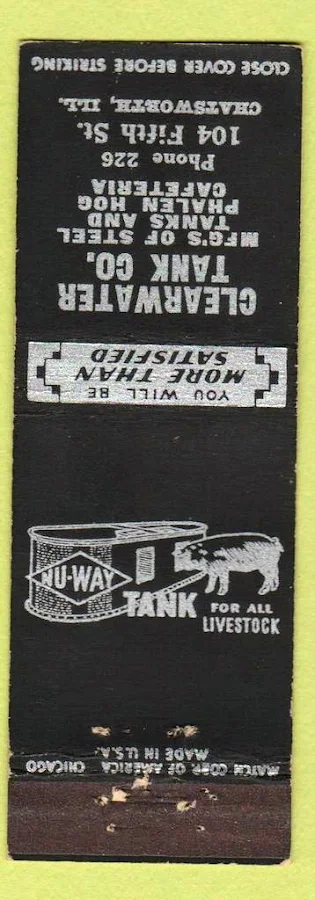 CLOSE COVER BEFORE STRIKING
CHATSWORTH, ILL.
104 Fifth St.
Phone 226
CAFETERIA
PHALEN HOG
TANKS AND
MFG'S OF STEEL
TANK CO.
CLEARWATER
SATISFIED
MORE THAN
YOU WILL BE
NU-WAY
TANK FOR ALL
LIVESTOCK
MADE IN U.S.A.
MATCH CORP. OF AMERICA CHICAGO